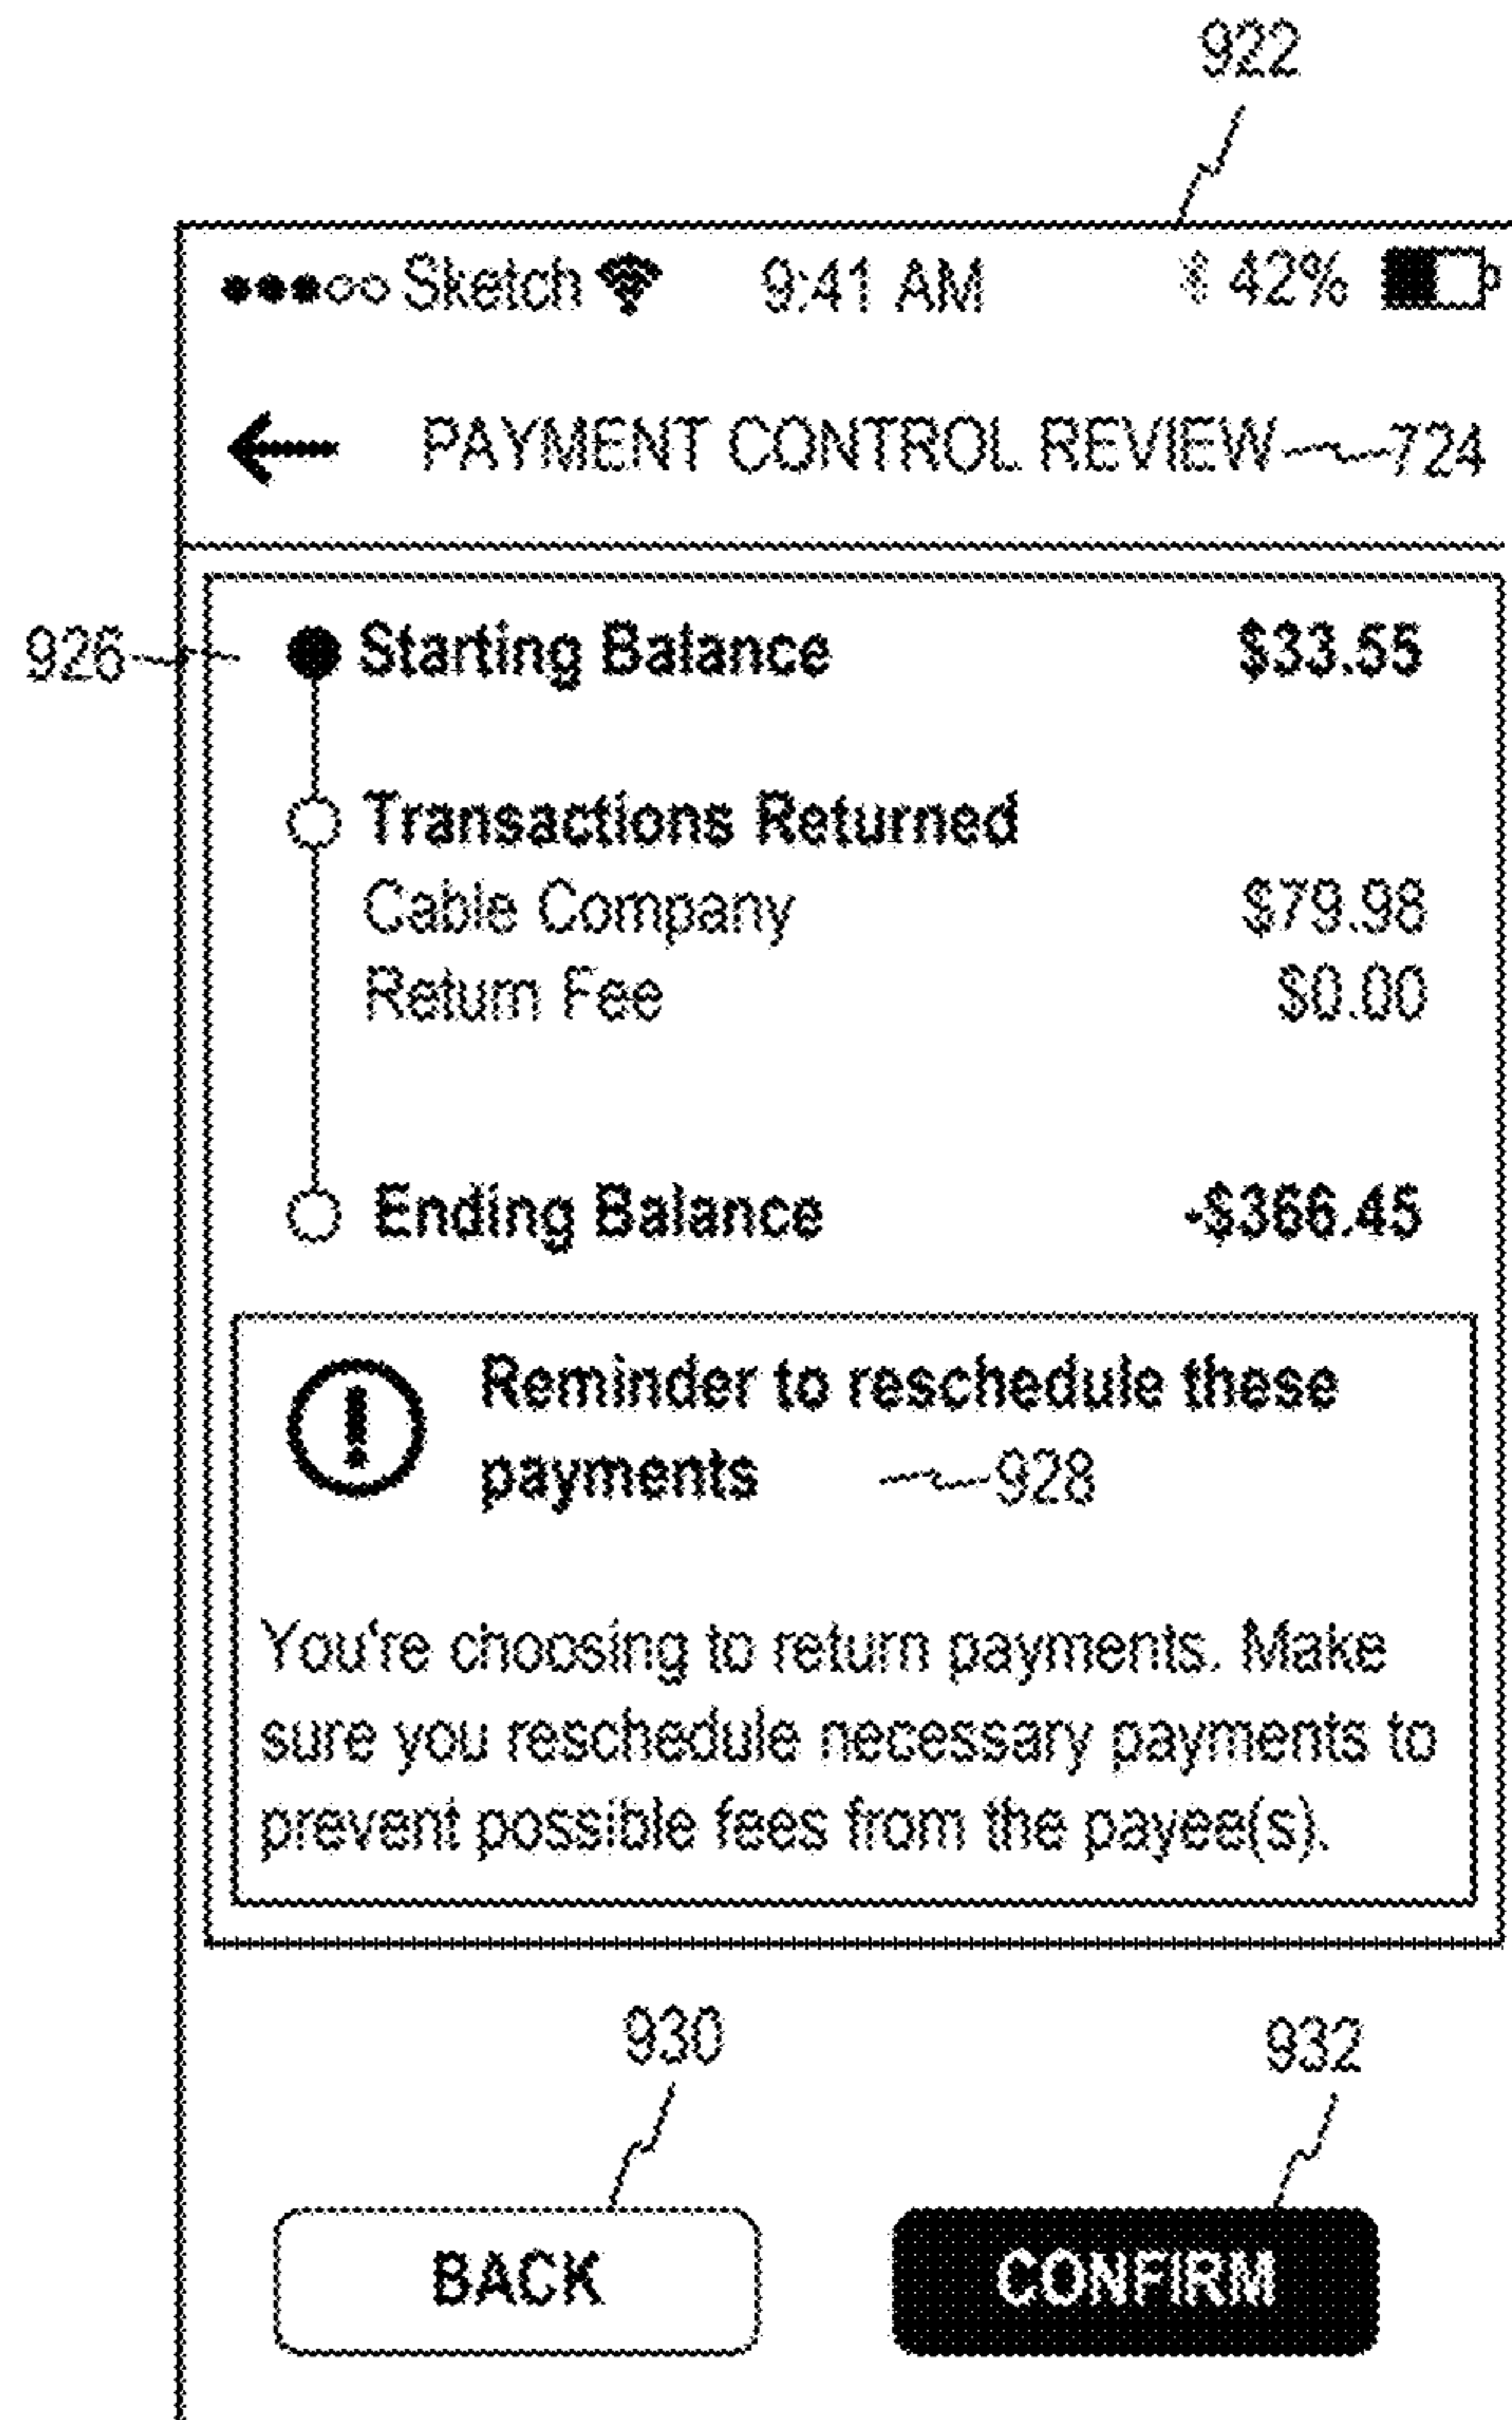 922
Sketch 9:41 AM 42%
PAYMENT CONTROL REVIEW 724
926 Starting Balance $33.55
Transactions Returned
Cable Company $79.98
Return Fee $0.00
Ending Balance -$366.45
Reminder to reschedule these
payments 928
You're choosing to return payments. Make
sure you reschedule necessary payments to
prevent possible fees from the payee(s).
930 932
BACK CONFIRM